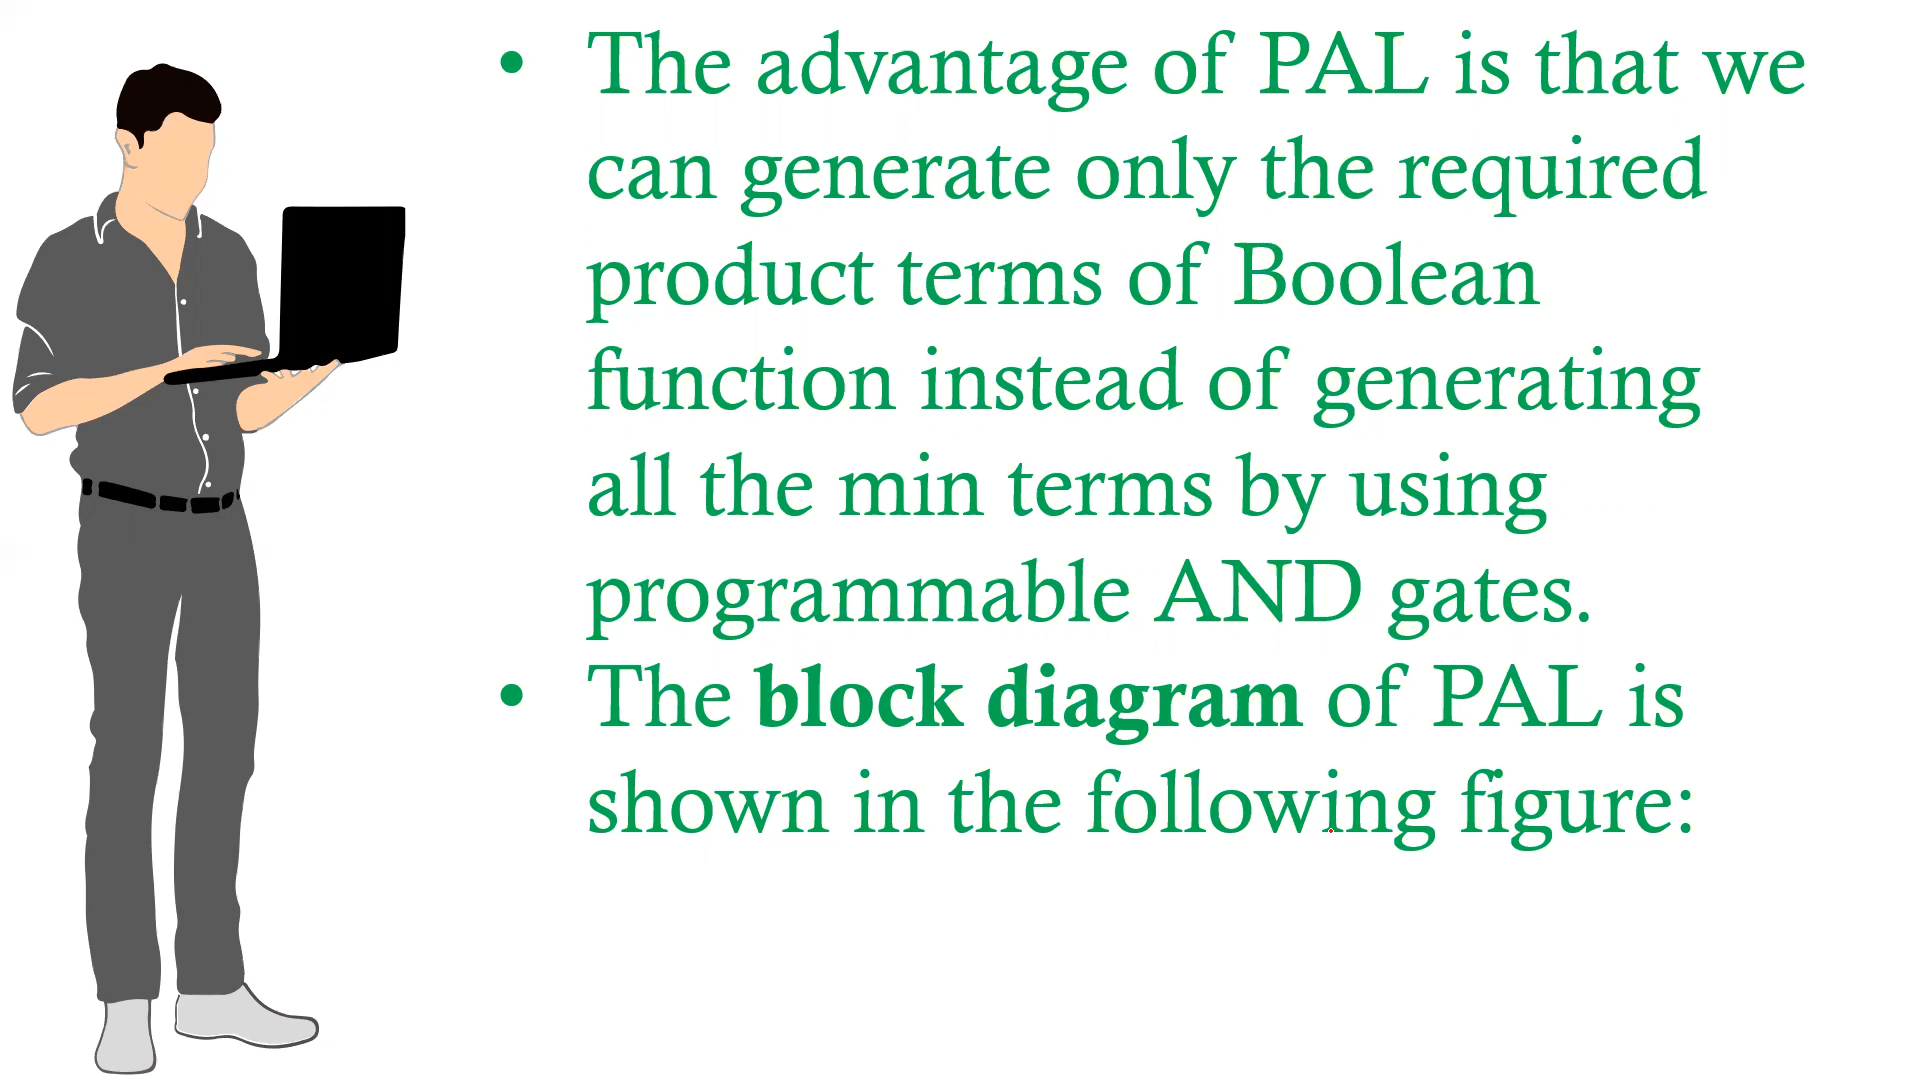 • The advantage of PAL is that we
can generate only the required
product terms of Boolean
function instead of generating
all the min terms by using
programmable AND gates.
• The block diagram of PAL is
shown in the following figure: